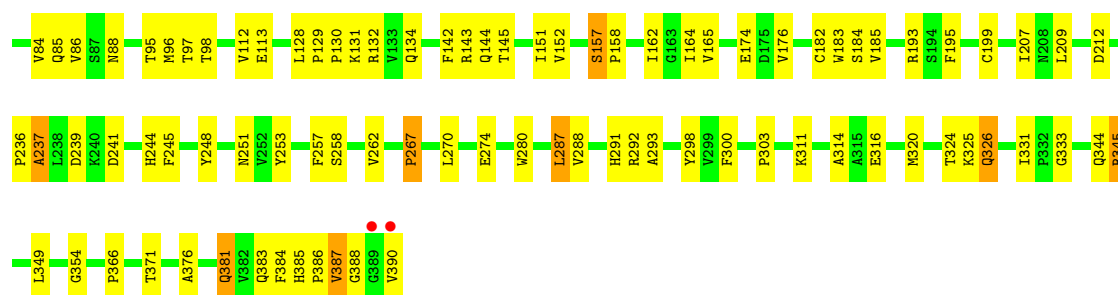 V84 Q85 V86 S87 N88 T95 M96 T97 T98 V112 E113 L128 P129 P130 K131 R132 V133 Q134 F142 R143 Q144 T145 I151 V152 S157 P158 I162 G163 I164 V165 E174 D175 V176 C182 W183 S184 V185 R193 S194 F195 C199 I207 N208 L209 D212
P236 A237 L238 D239 K240 D241 H244 F245 Y248 N251 V252 Y253 F257 S258 V262 P267 L270 E274 W280 L287 V288 H291 R292 A293 Y298 V299 F300 P303 K311 A314 A315 E316 M320 T324 K325 Q326 I331 P332 G333 Q344
L349 G354 P366 T371 A376 Q381 V382 Q383 F384 H385 P386 V387 G388 G389 V390